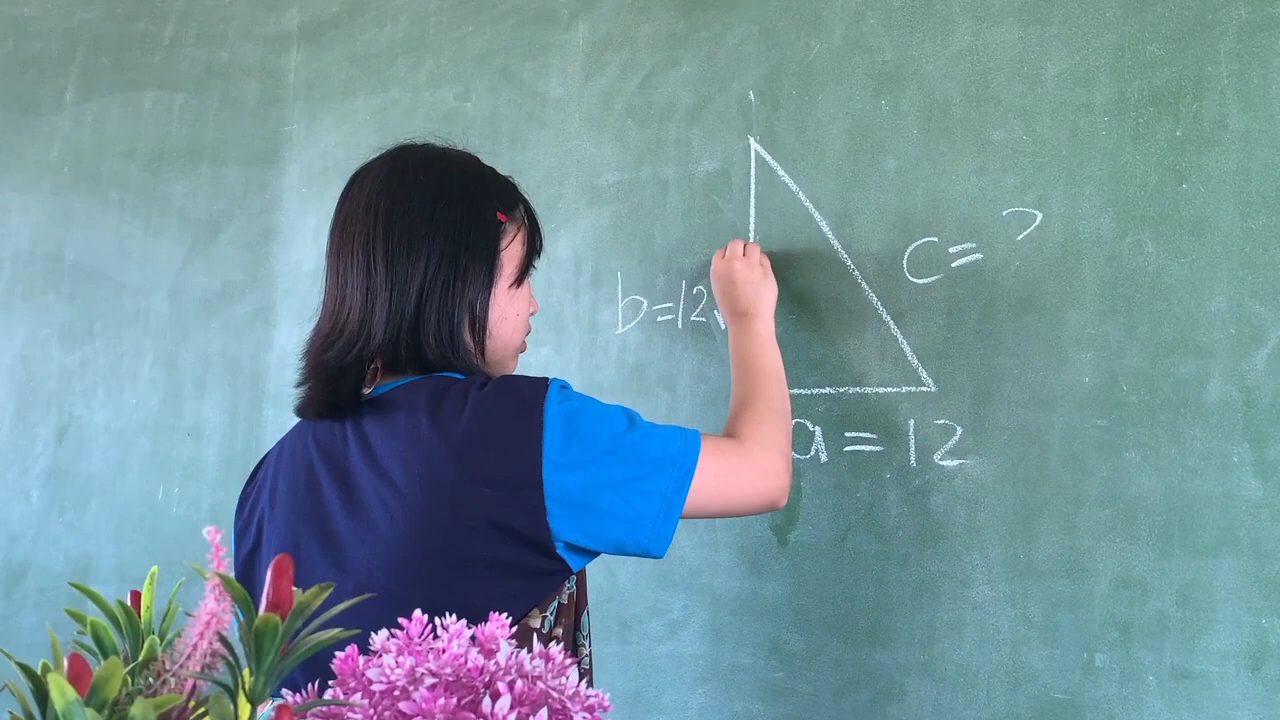 c = ?
b=12√
a = 12